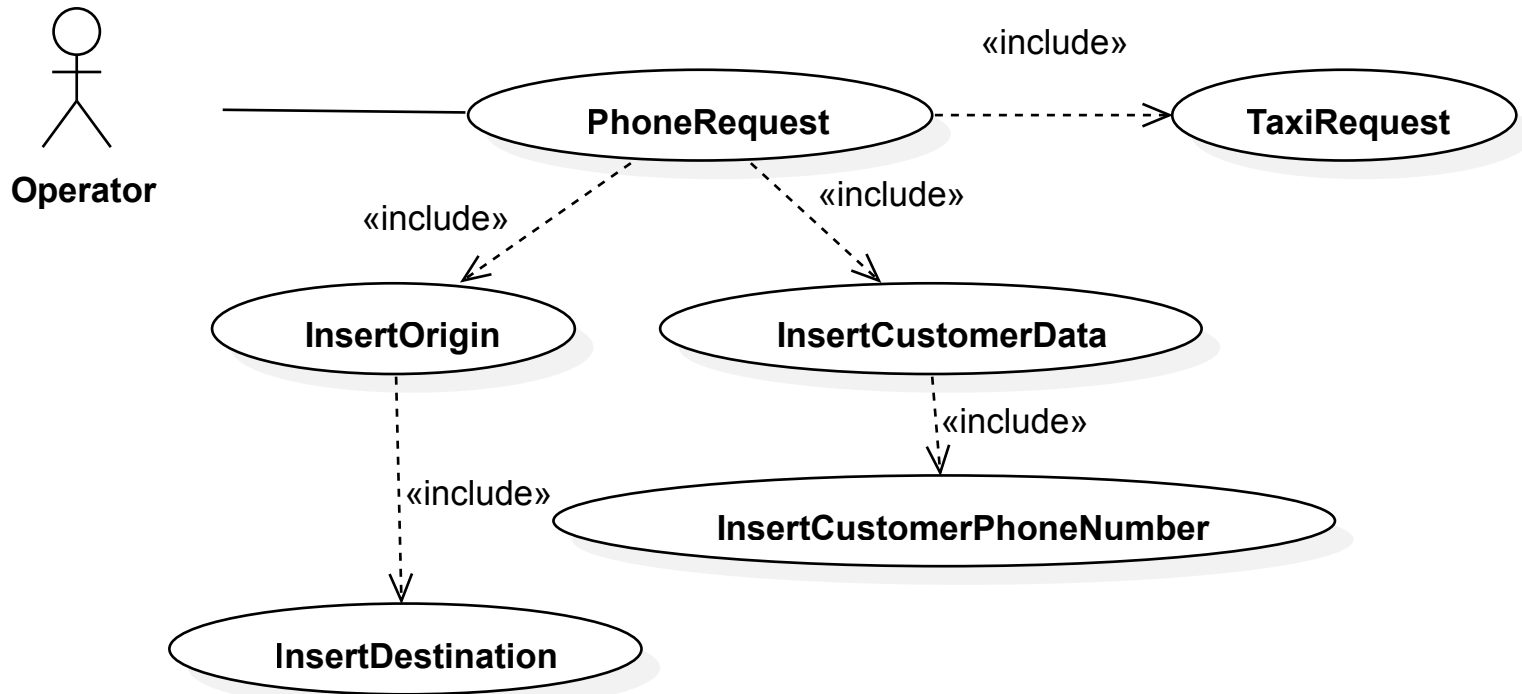 «include»
PhoneRequest
TaxiRequest
Operator
«include»
«include»
InsertOrigin
InsertCustomerData
«include»
«include»
InsertCustomerPhoneNumber
InsertDestination